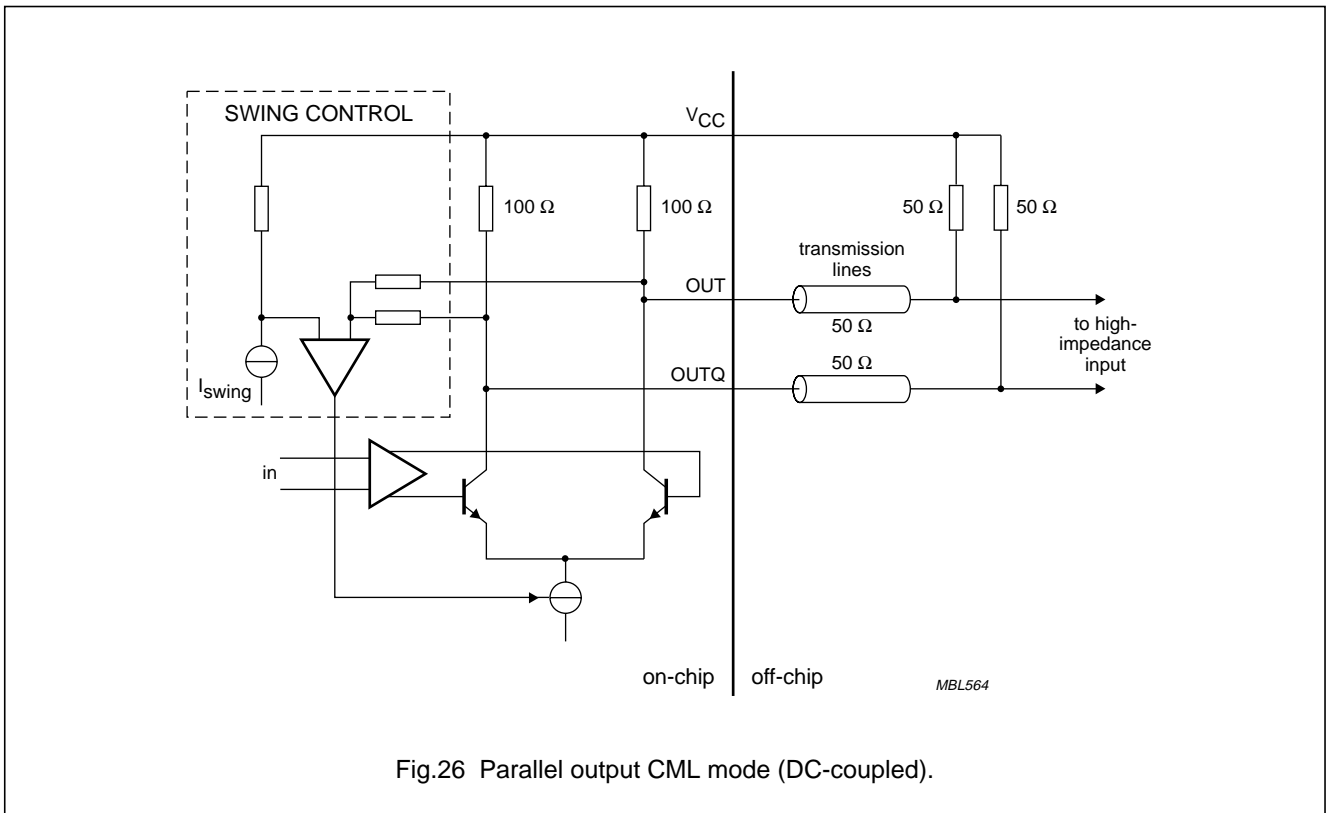 SWING CONTROL
VCC
100 Ω
100 Ω
50 Ω
50 Ω
transmission
lines
OUT
50 Ω
to high-
impedance
input
50 Ω
OUTQ
Iswing
in
on-chip
off-chip
MBL564
Fig.26 Parallel output CML mode (DC-coupled).